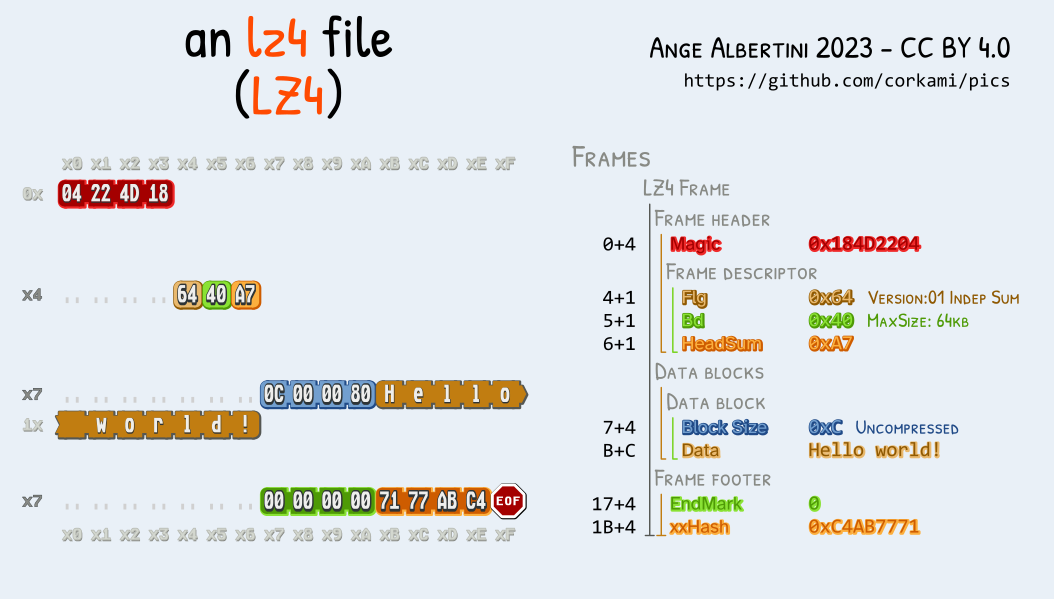 an lz4 file
(LZ4)
Ange Albertini 2023 - CC BY 4.0
https://github.com/corkami/pics
x0 x1 x2 x3 x4 x5 x6 x7 x8 x9 xA xB xC xD xE xF
0x 04 22 4D 18
x4 .. .. .. .. 64 40 A7
x7 .. .. .. .. .. .. .. 0C 00 00 80 H e l l o
1x w o r l d !
x7 .. .. .. .. .. .. .. 00 00 00 00 71 77 AB C4 EOF
x0 x1 x2 x3 x4 x5 x6 x7 x8 x9 xA xB xC xD xE xF
Frames
LZ4 Frame
Frame header
0+4 Magic 0x184D2204
Frame descriptor
4+1 Flg 0x64 Version:01 Indep Sum
5+1 Bd 0x40 MaxSize: 64kb
6+1 HeadSum 0xA7
Data blocks
Data block
7+4 Block Size 0xC Uncompressed
B+C Data Hello world!
Frame footer
17+4 EndMark 0
1B+4 xxHash 0xC4AB7771